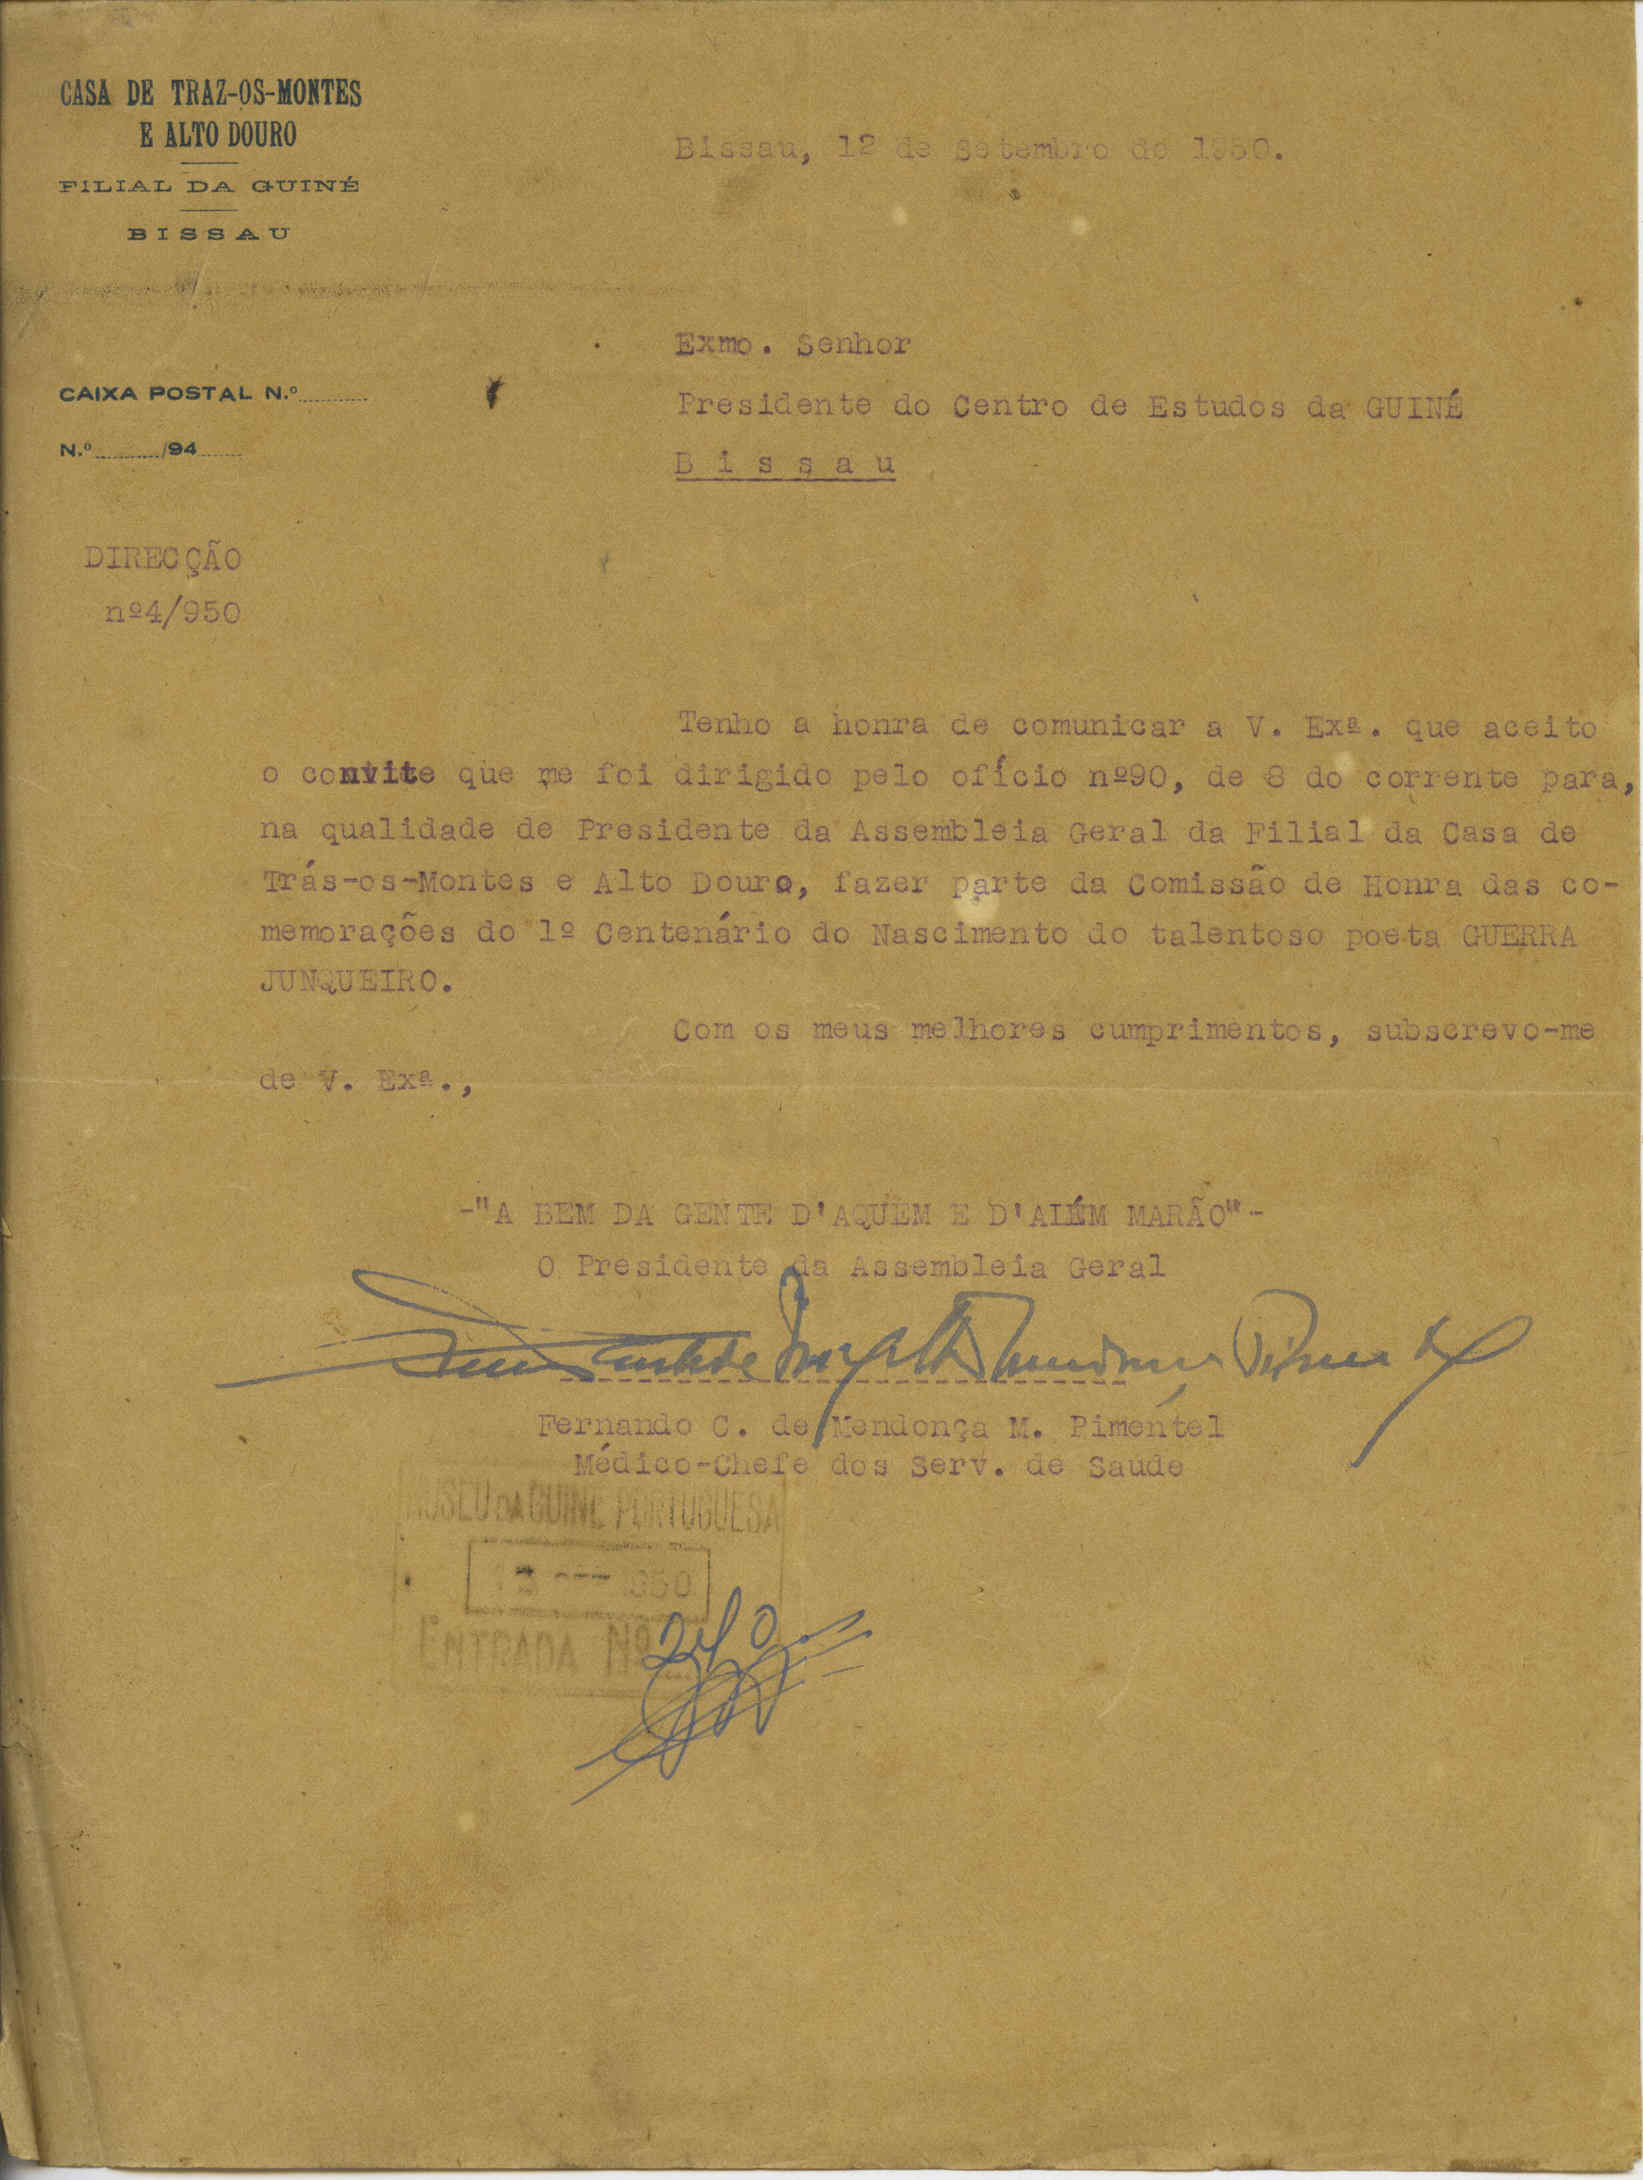 CASA DE TRAZ-OS-MONTES
E ALTO DOURO
FILIAL DA GUINÉ
BISSAU
Bissau, 12 de Setembro de 1950.
Exmo. Senhor
CAIXA POSTAL N.º
Presidente do Centro de Estudos da GUINÉ
N.º /94
B i s s a u
DIRECÇÃO
nº4/950
Tenho a honra de comunicar a V. Exª. que aceito
o convite que me foi dirigido pelo ofício nº90, de 8 do corrente para,
na qualidade de Presidente da Assembleia Geral da Filial da Casa de
Trás-os-Montes e Alto Douro, fazer parte da Comissão de Honra das co-
memorações do 1º Centenário do Nascimento do talentoso poeta GUERRA
JUNQUEIRO.
Com os meus melhores cumprimentos, subscrevo-me
de V. Exª.,
-"A BEM DA GENTE D'AQUÉM E D'ALÉM MARÃO"-
O Presidente da Assembleia Geral
Fernando C. de Mendonça M. Pimentel
Médico-Chefe dos Serv. de Saude
MUSEU DA GUINÉ PORTUGUESA
950
ENTRADA Nº 240